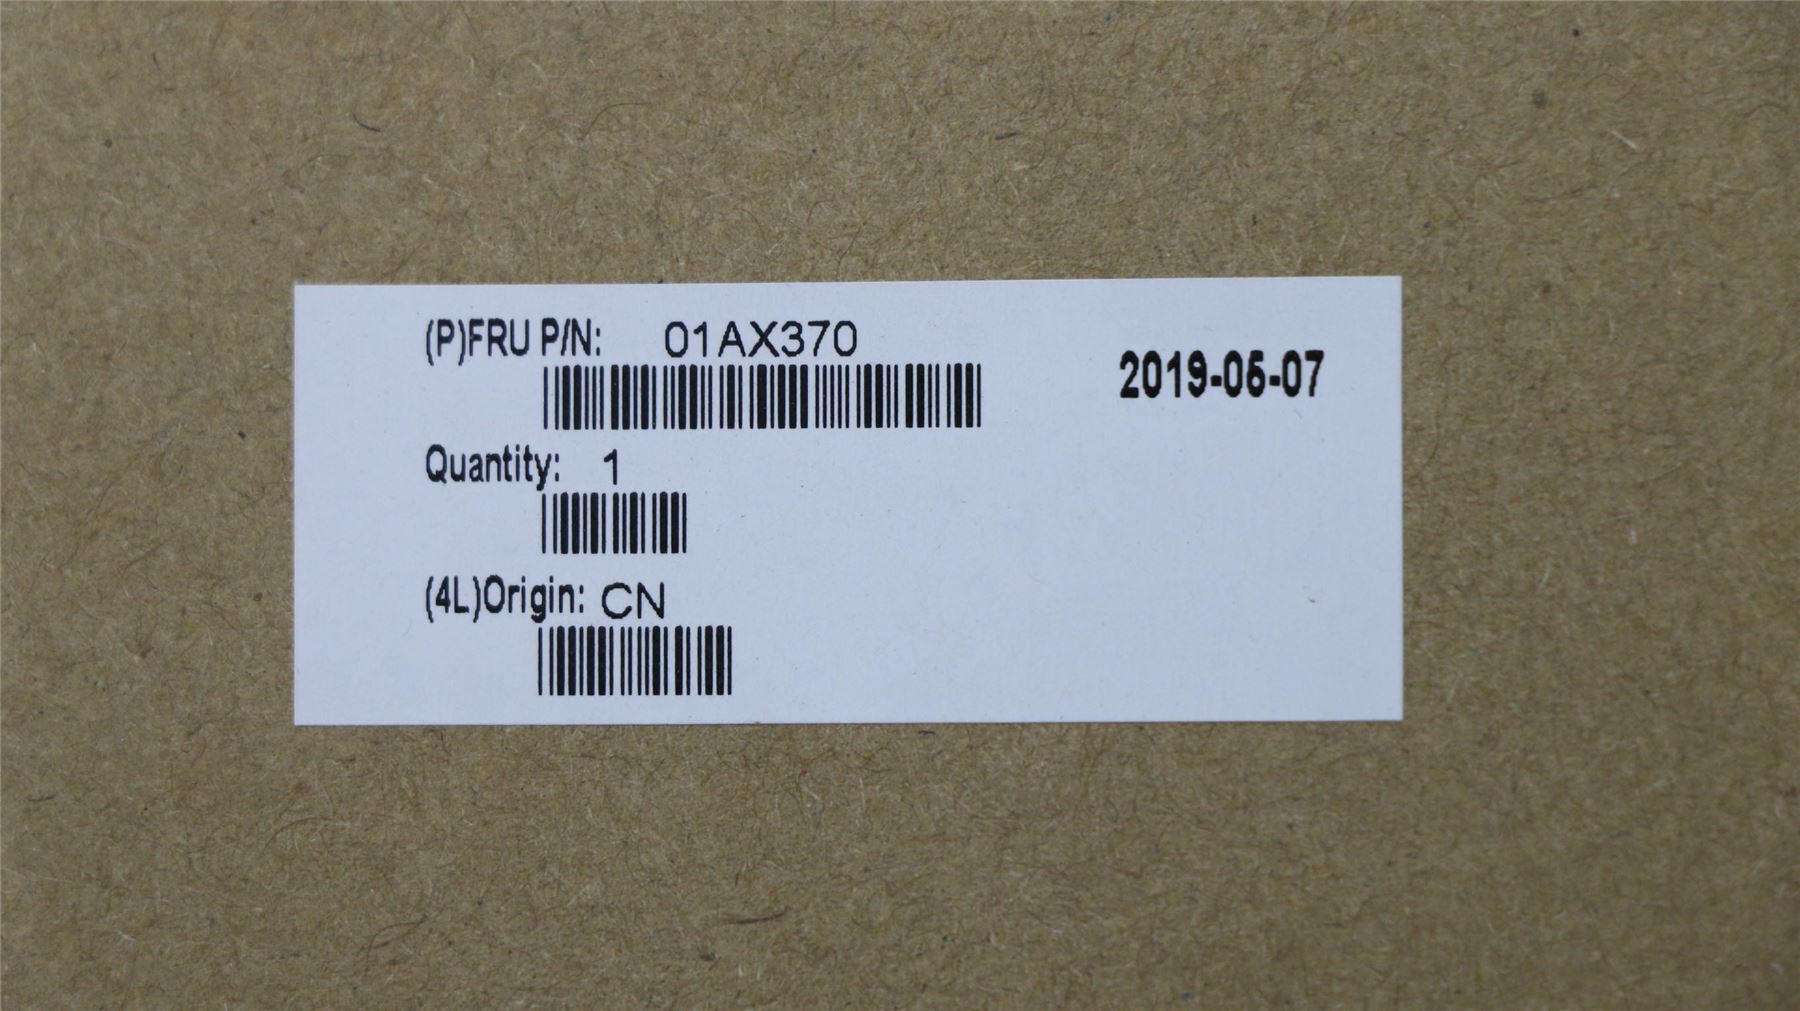 (P)FRU P/N: 01AX370
2019-05-07
Quantity: 1
(4L)Origin: CN